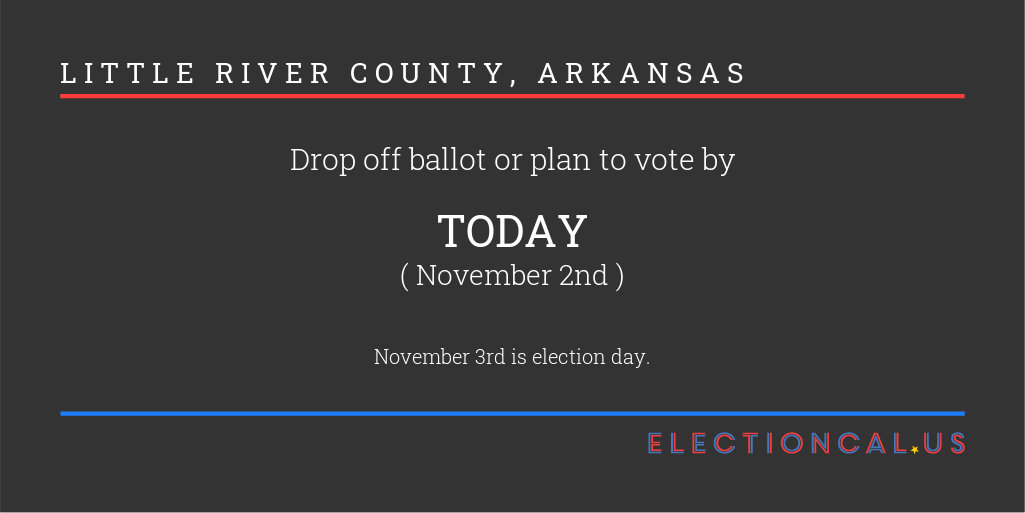 LITTLE RIVER COUNTY, ARKANSAS
Drop off ballot or plan to vote by
TODAY
( November 2nd )
November 3rd is election day.
ELECTIONCAL★US